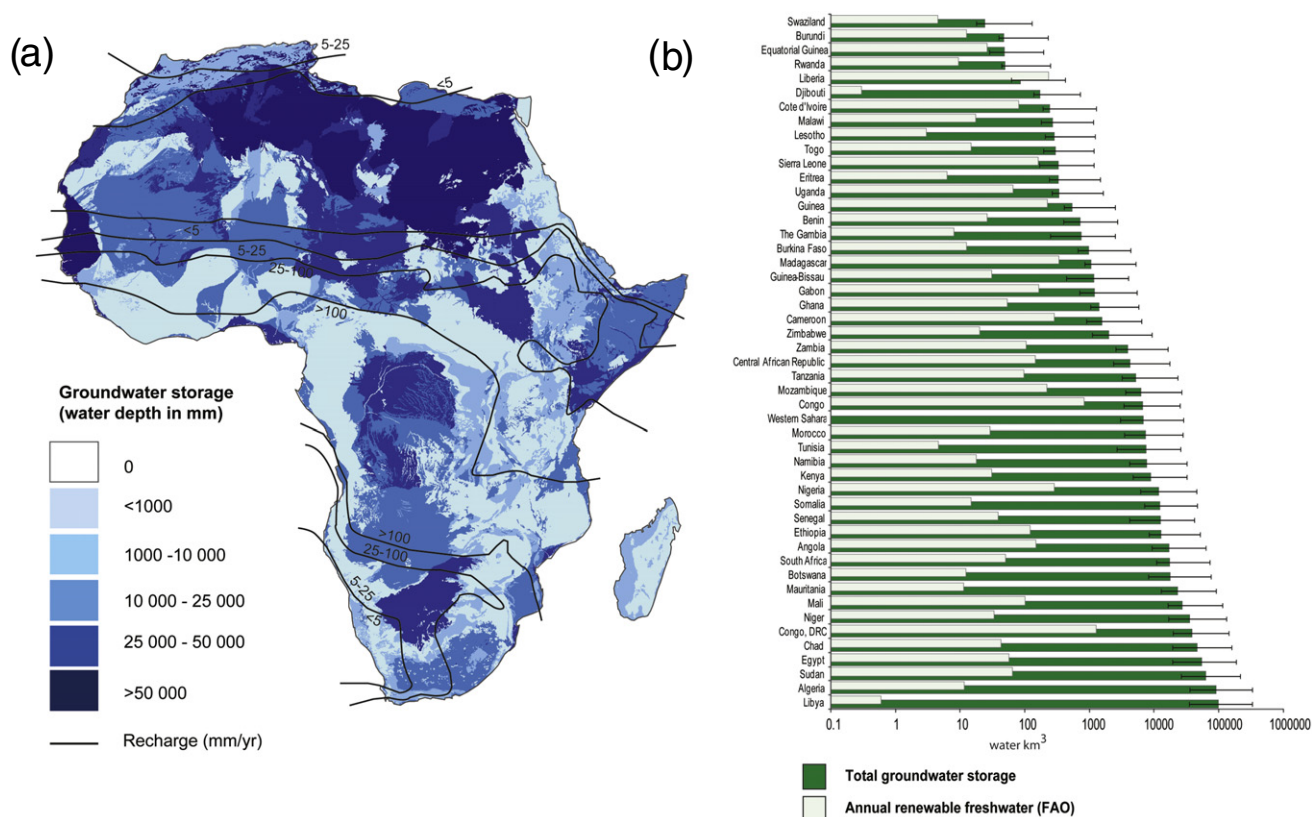 (a)
5-25
<5
<5
5-25
25-100
>100
>100
25-100
5-25
<5
Groundwater storage
(water depth in mm)
0
<1000
1000 -10 000
10 000 - 25 000
25 000 - 50 000
>50 000
Recharge (mm/yr)
(b)
Swaziland
Burundi
Equatorial Guinea
Rwanda
Liberia
Djibouti
Cote d'Ivoire
Malawi
Lesotho
Togo
Sierra Leone
Eritrea
Uganda
Guinea
Benin
The Gambia
Burkina Faso
Madagascar
Guinea-Bissau
Gabon
Ghana
Cameroon
Zimbabwe
Zambia
Central African Republic
Tanzania
Mozambique
Congo
Western Sahara
Morocco
Tunisia
Namibia
Kenya
Nigeria
Somalia
Senegal
Ethiopia
Angola
South Africa
Botswana
Mauritania
Mali
Niger
Congo, DRC
Chad
Egypt
Sudan
Algeria
Libya
0.1 1 10 100 1000 10000 100000 1000000
water km³
Total groundwater storage
Annual renewable freshwater (FAO)